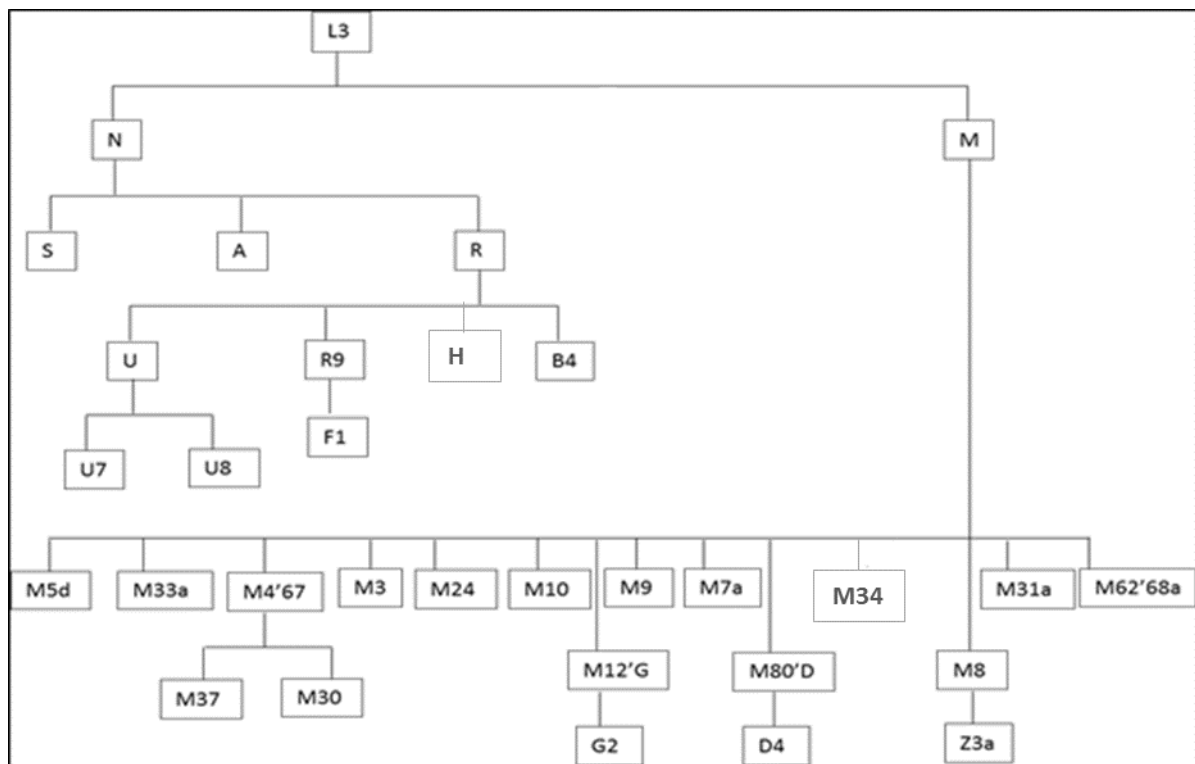 L3
N M
S A R
U R9 H B4
F1
U7 U8
M5d M33a M4'67 M3 M24 M10 M9 M7a M34 M31a M62'68a
M12'G M80'D M8
M37 M30
G2 D4 Z3a